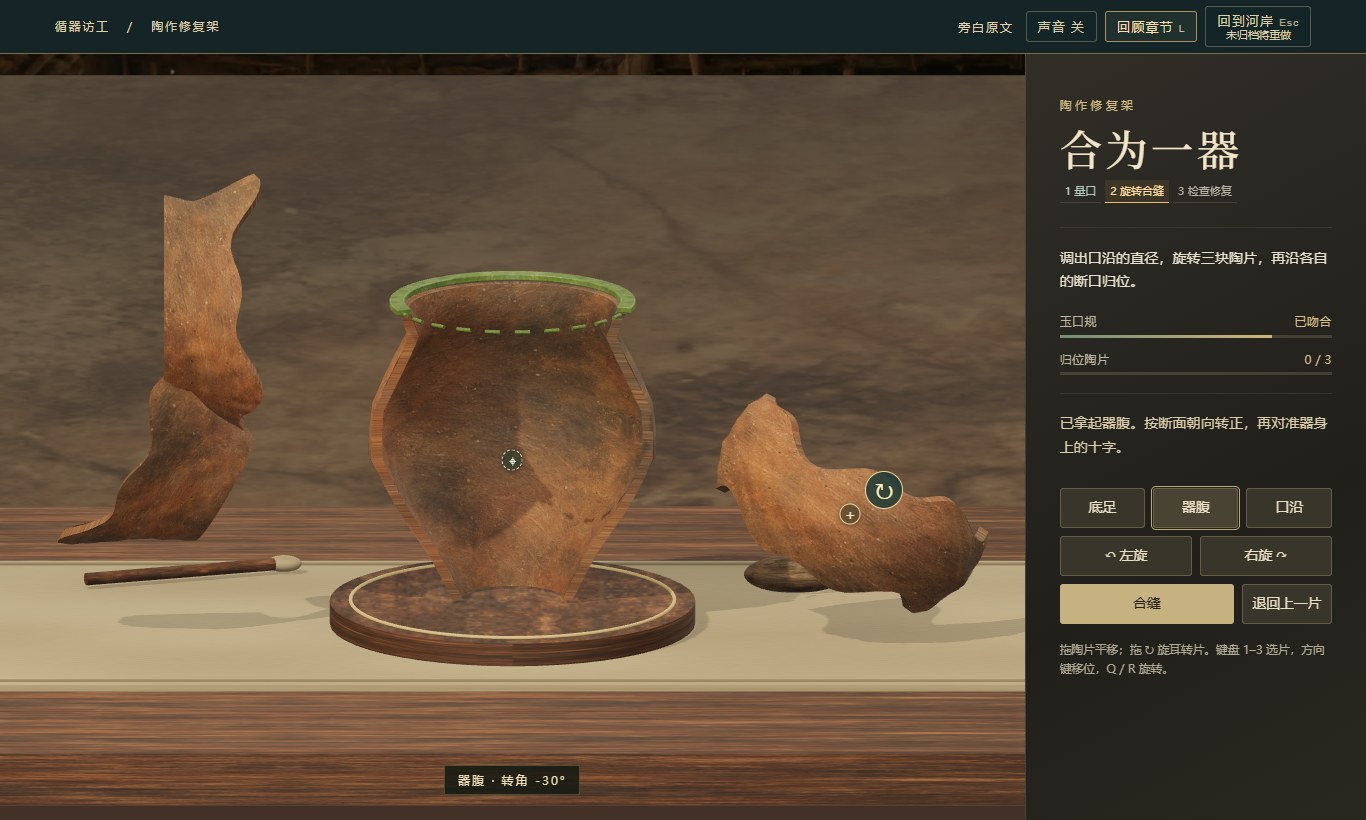 循器访工 / 陶作修复架
旁白原文 声音 关 回顾章节 L 回到河岸 Esc
未归档将重做
陶作修复架
合为一器
1 量口 2 旋转合缝 3 检查修复
调出口沿的直径，旋转三块陶片，再沿各自
的断口归位。
玉口规 已吻合
归位陶片 0 / 3
已拿起器腹。按断面朝向转正，再对准器身
上的十字。
底足 器腹 口沿
↶ 左旋 右旋 ↷
合缝 退回上一片
拖陶片平移；拖 ↻ 旋耳转片。键盘 1–3 选片，方向
键移位，Q / R 旋转。
器腹 · 转角 -30°